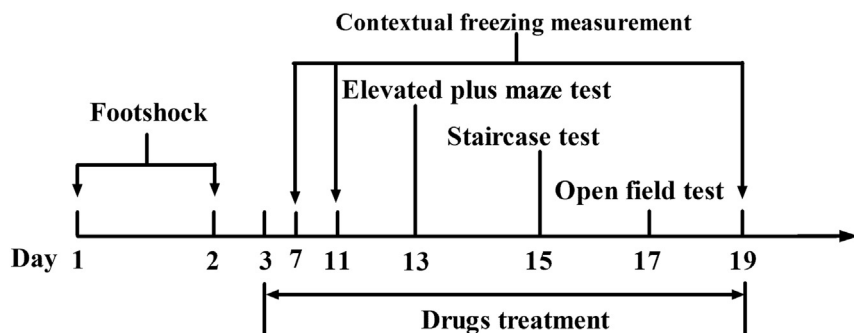 Contextual freezing measurement
Elevated plus maze test
Footshock
Staircase test
Open field test
Day 1 2 3 7 11 13 15 17 19
Drugs treatment